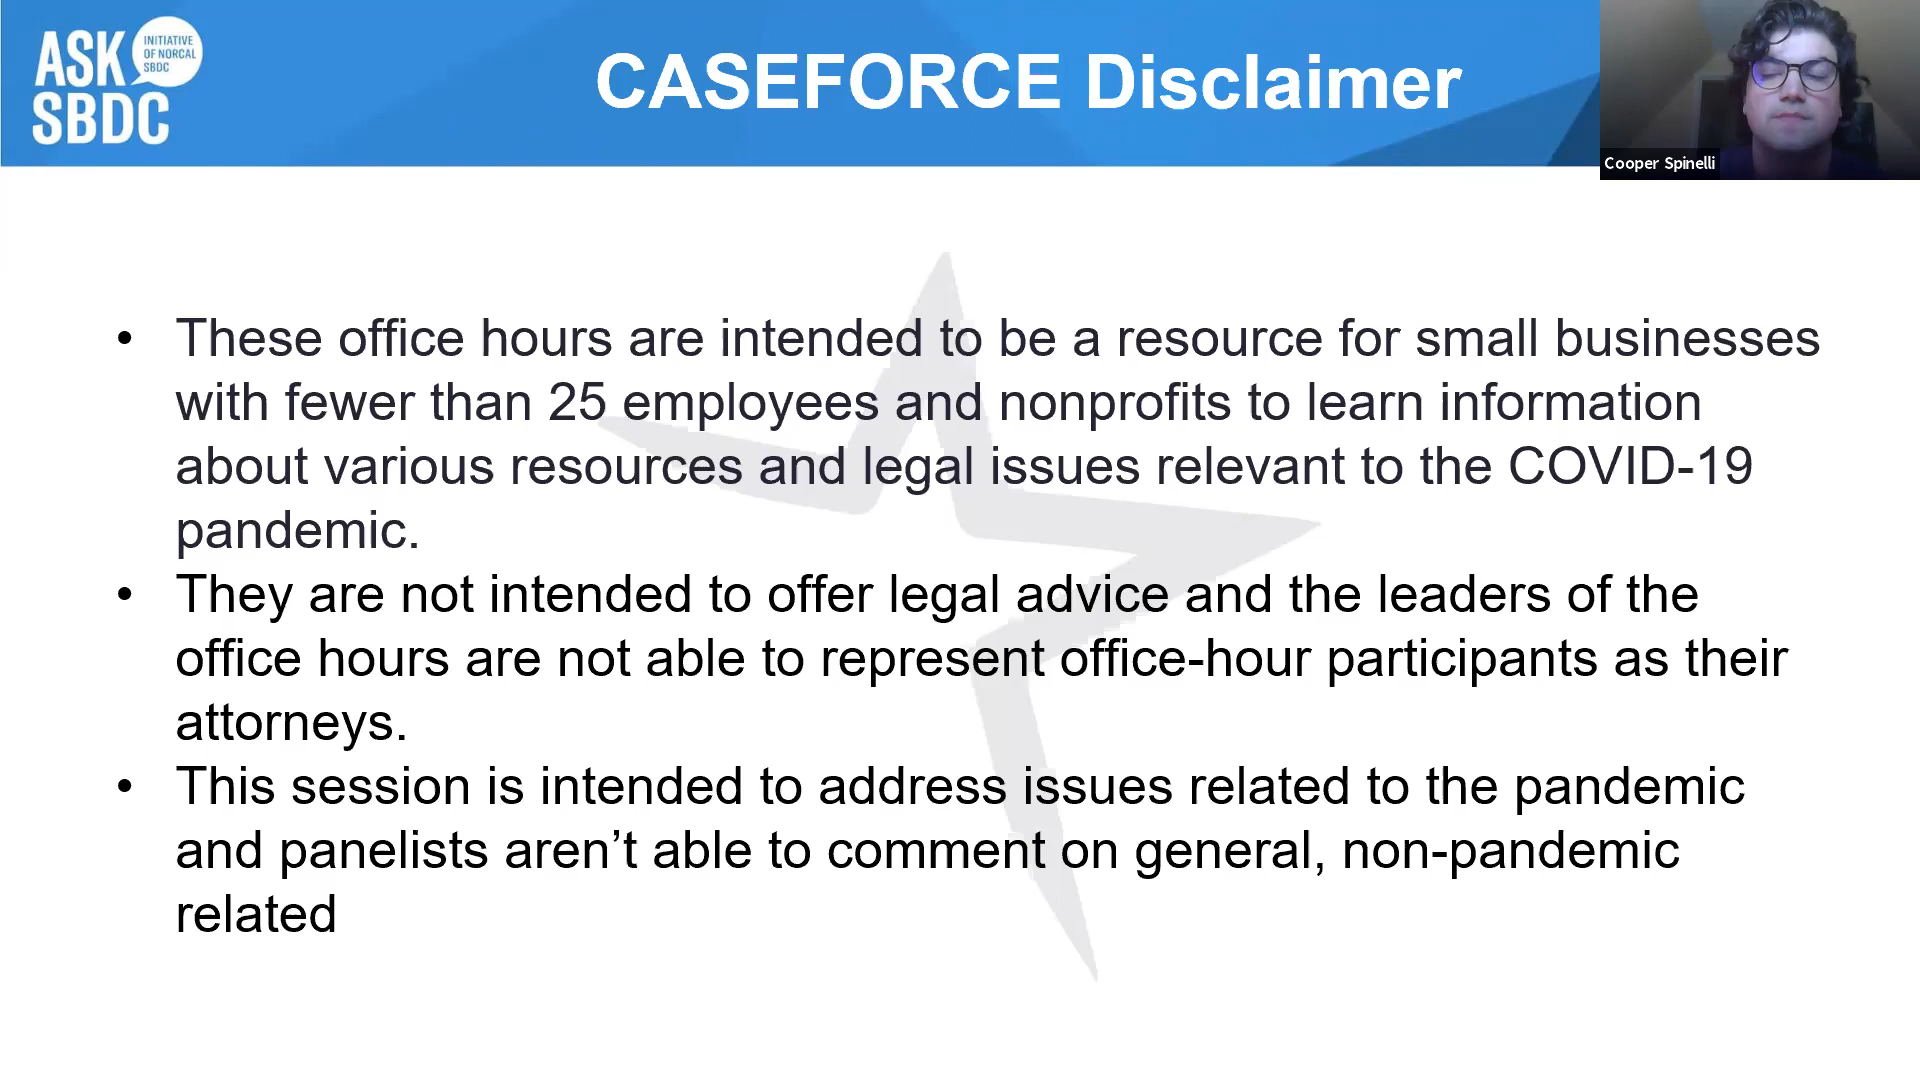 ASK
INITIATIVE
OF NORCAL
SBDC
SBDC
CASEFORCE Disclaimer
Cooper Spinelli
• These office hours are intended to be a resource for small businesses
with fewer than 25 employees and nonprofits to learn information
about various resources and legal issues relevant to the COVID-19
pandemic.
• They are not intended to offer legal advice and the leaders of the
office hours are not able to represent office-hour participants as their
attorneys.
• This session is intended to address issues related to the pandemic
and panelists aren’t able to comment on general, non-pandemic
related